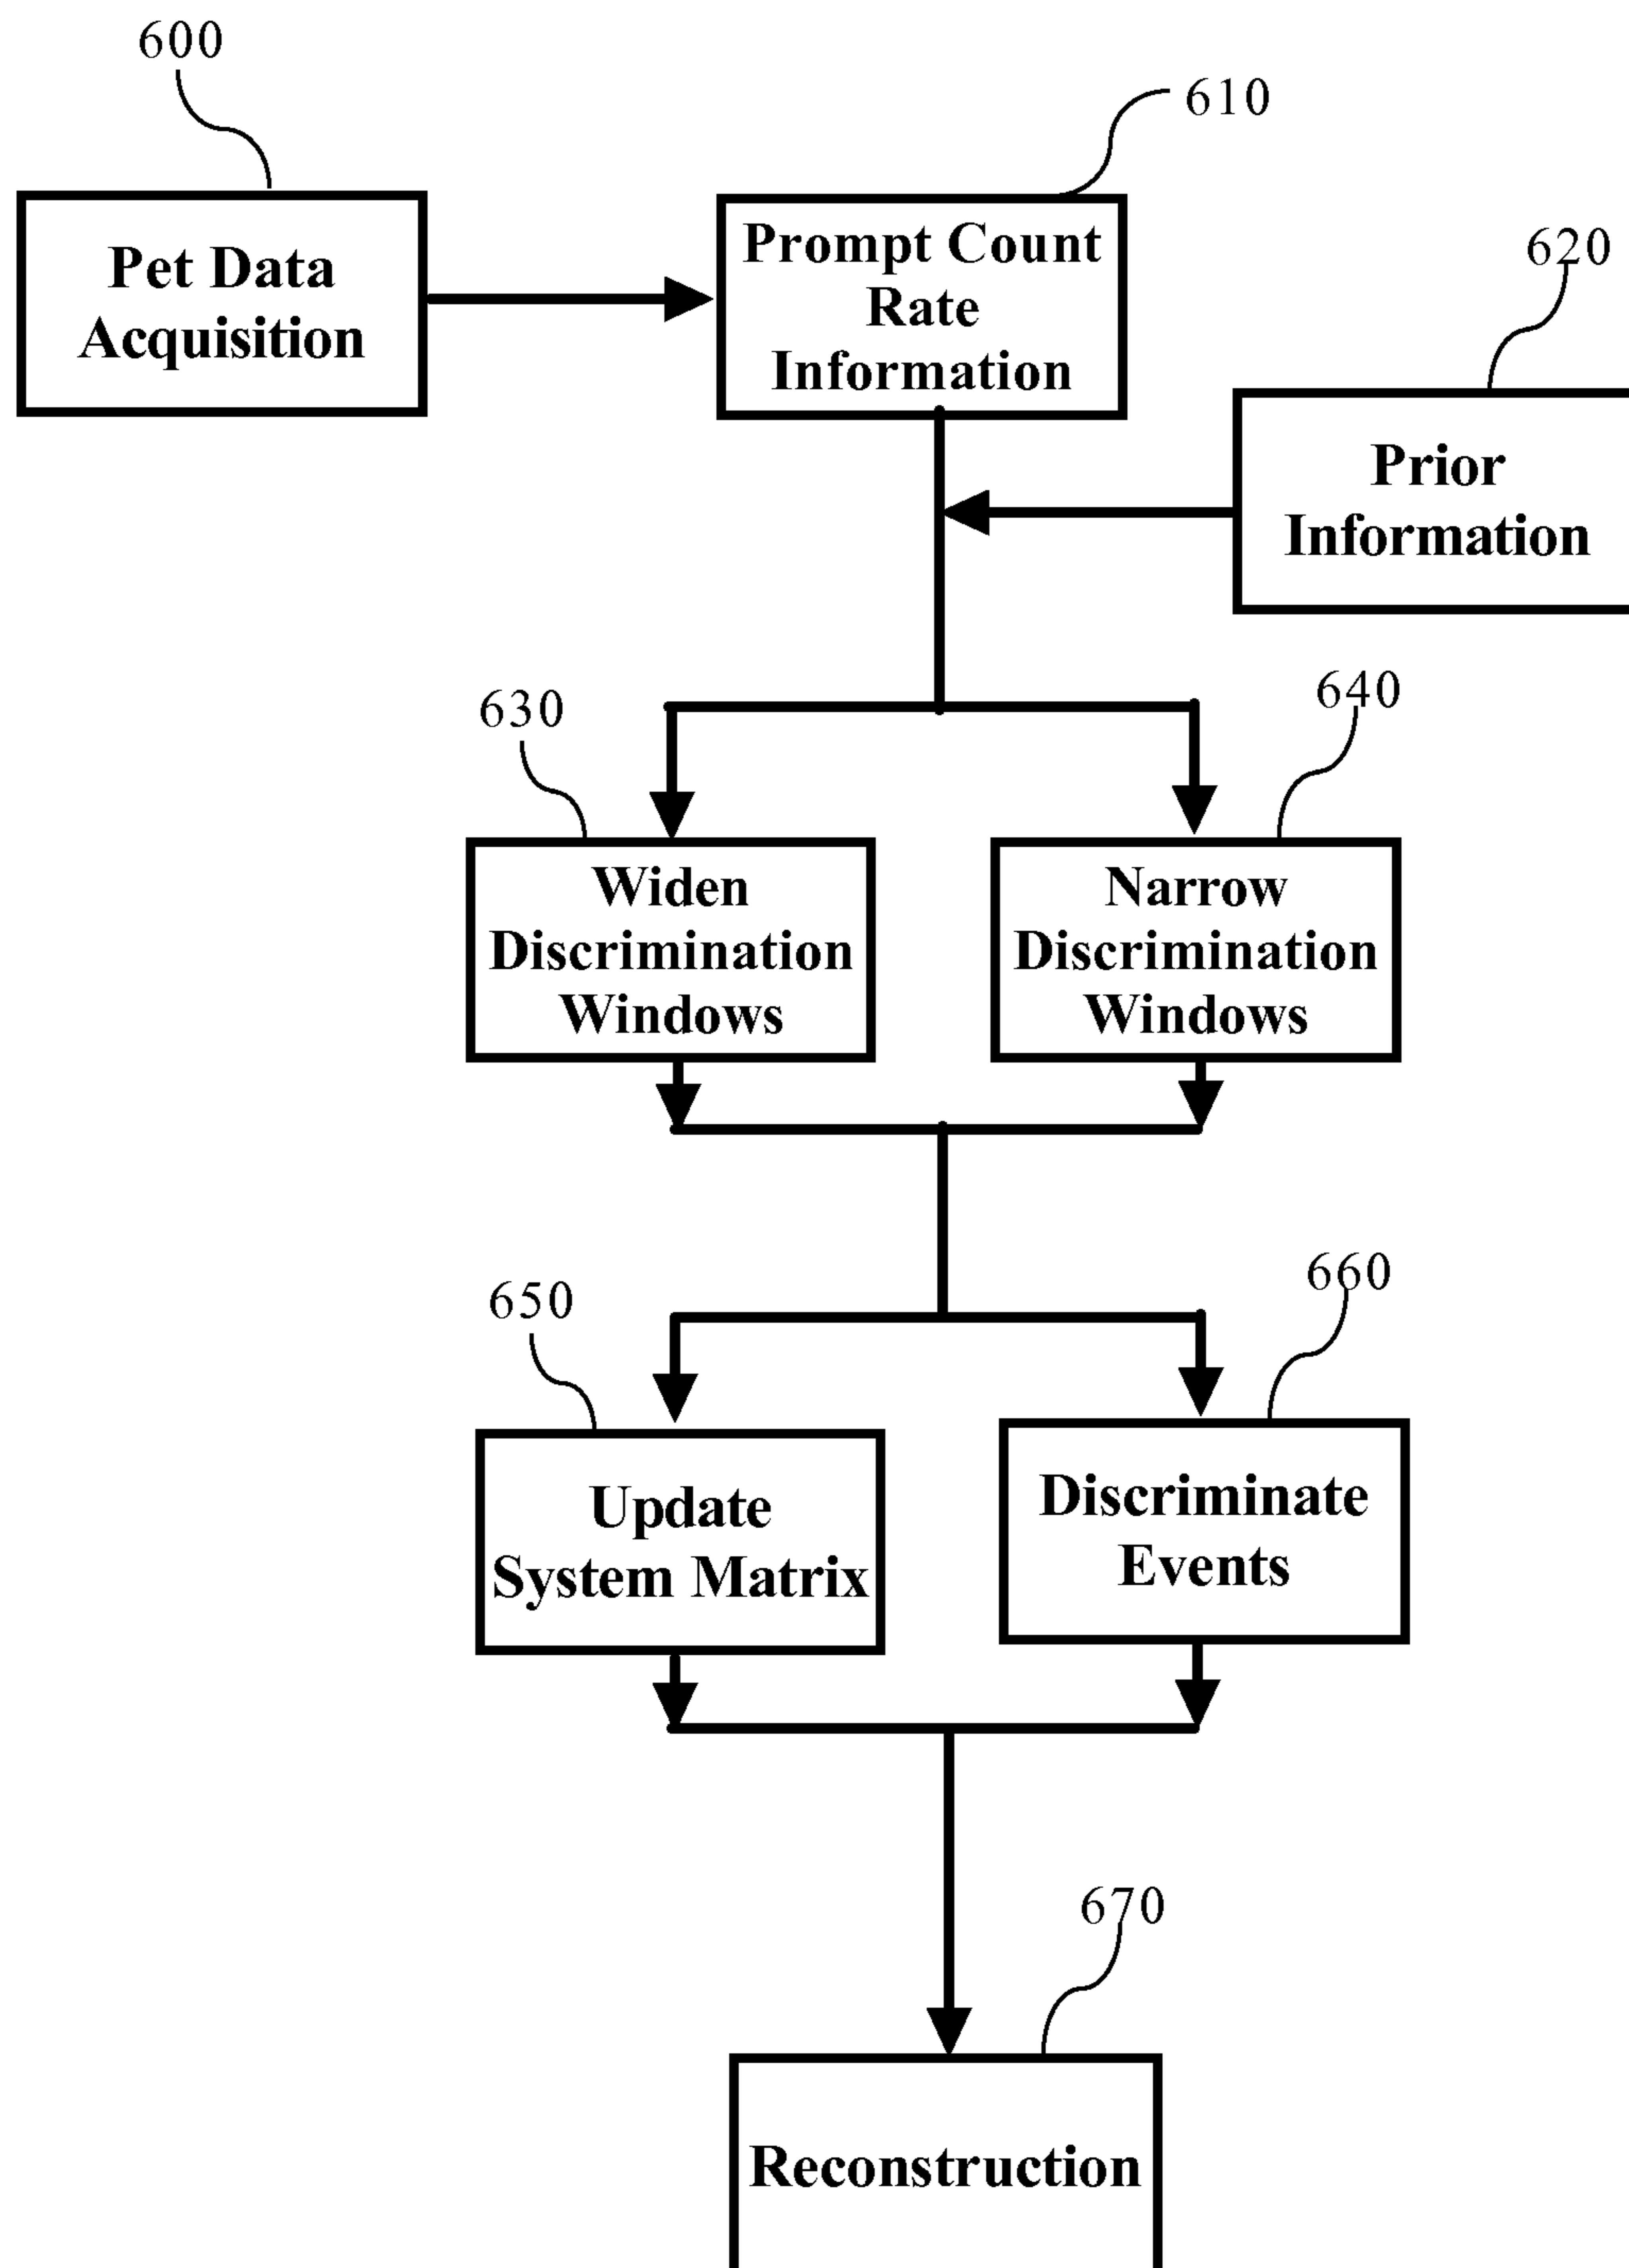 600
610
Pet Data
Acquisition
Prompt Count
Rate
Information
620
Prior
Information
630
640
Widen
Discrimination
Windows
Narrow
Discrimination
Windows
650
660
Update
System Matrix
Discriminate
Events
670
Reconstruction